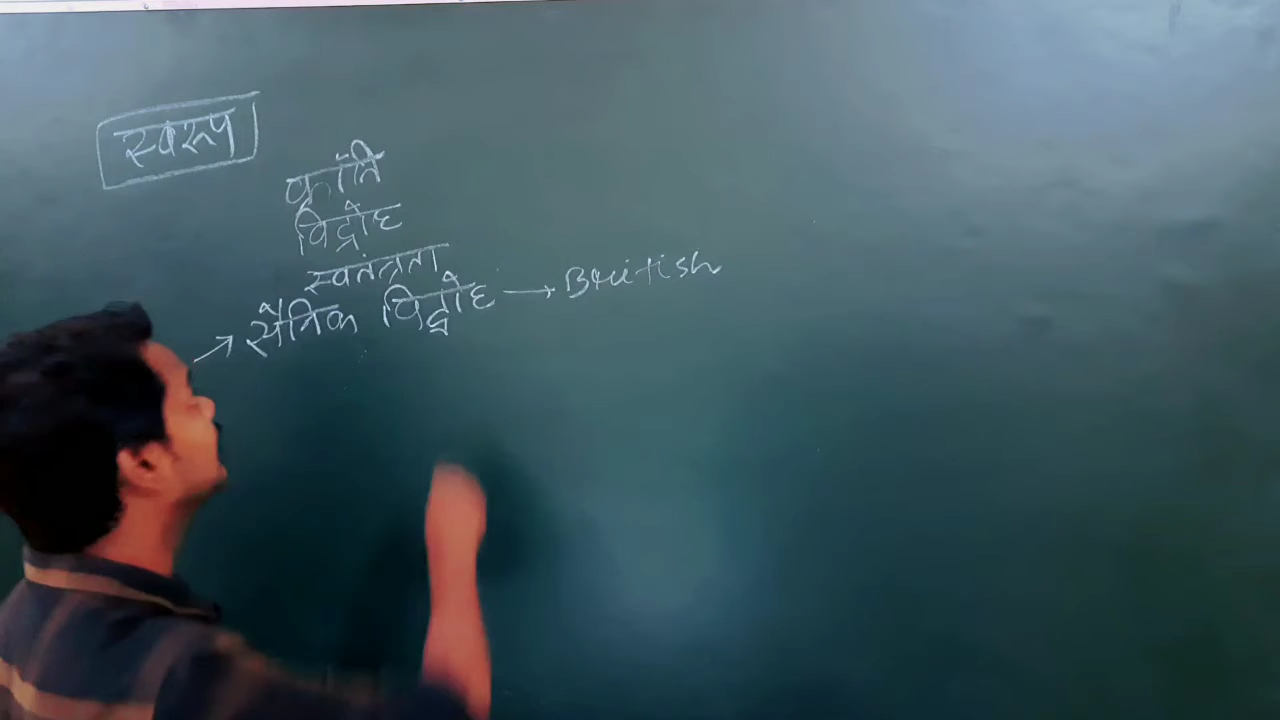 स्वरूप
क्रांति
विद्रोह
स्वतंत्रता
→ सैनिक विद्रोह → British